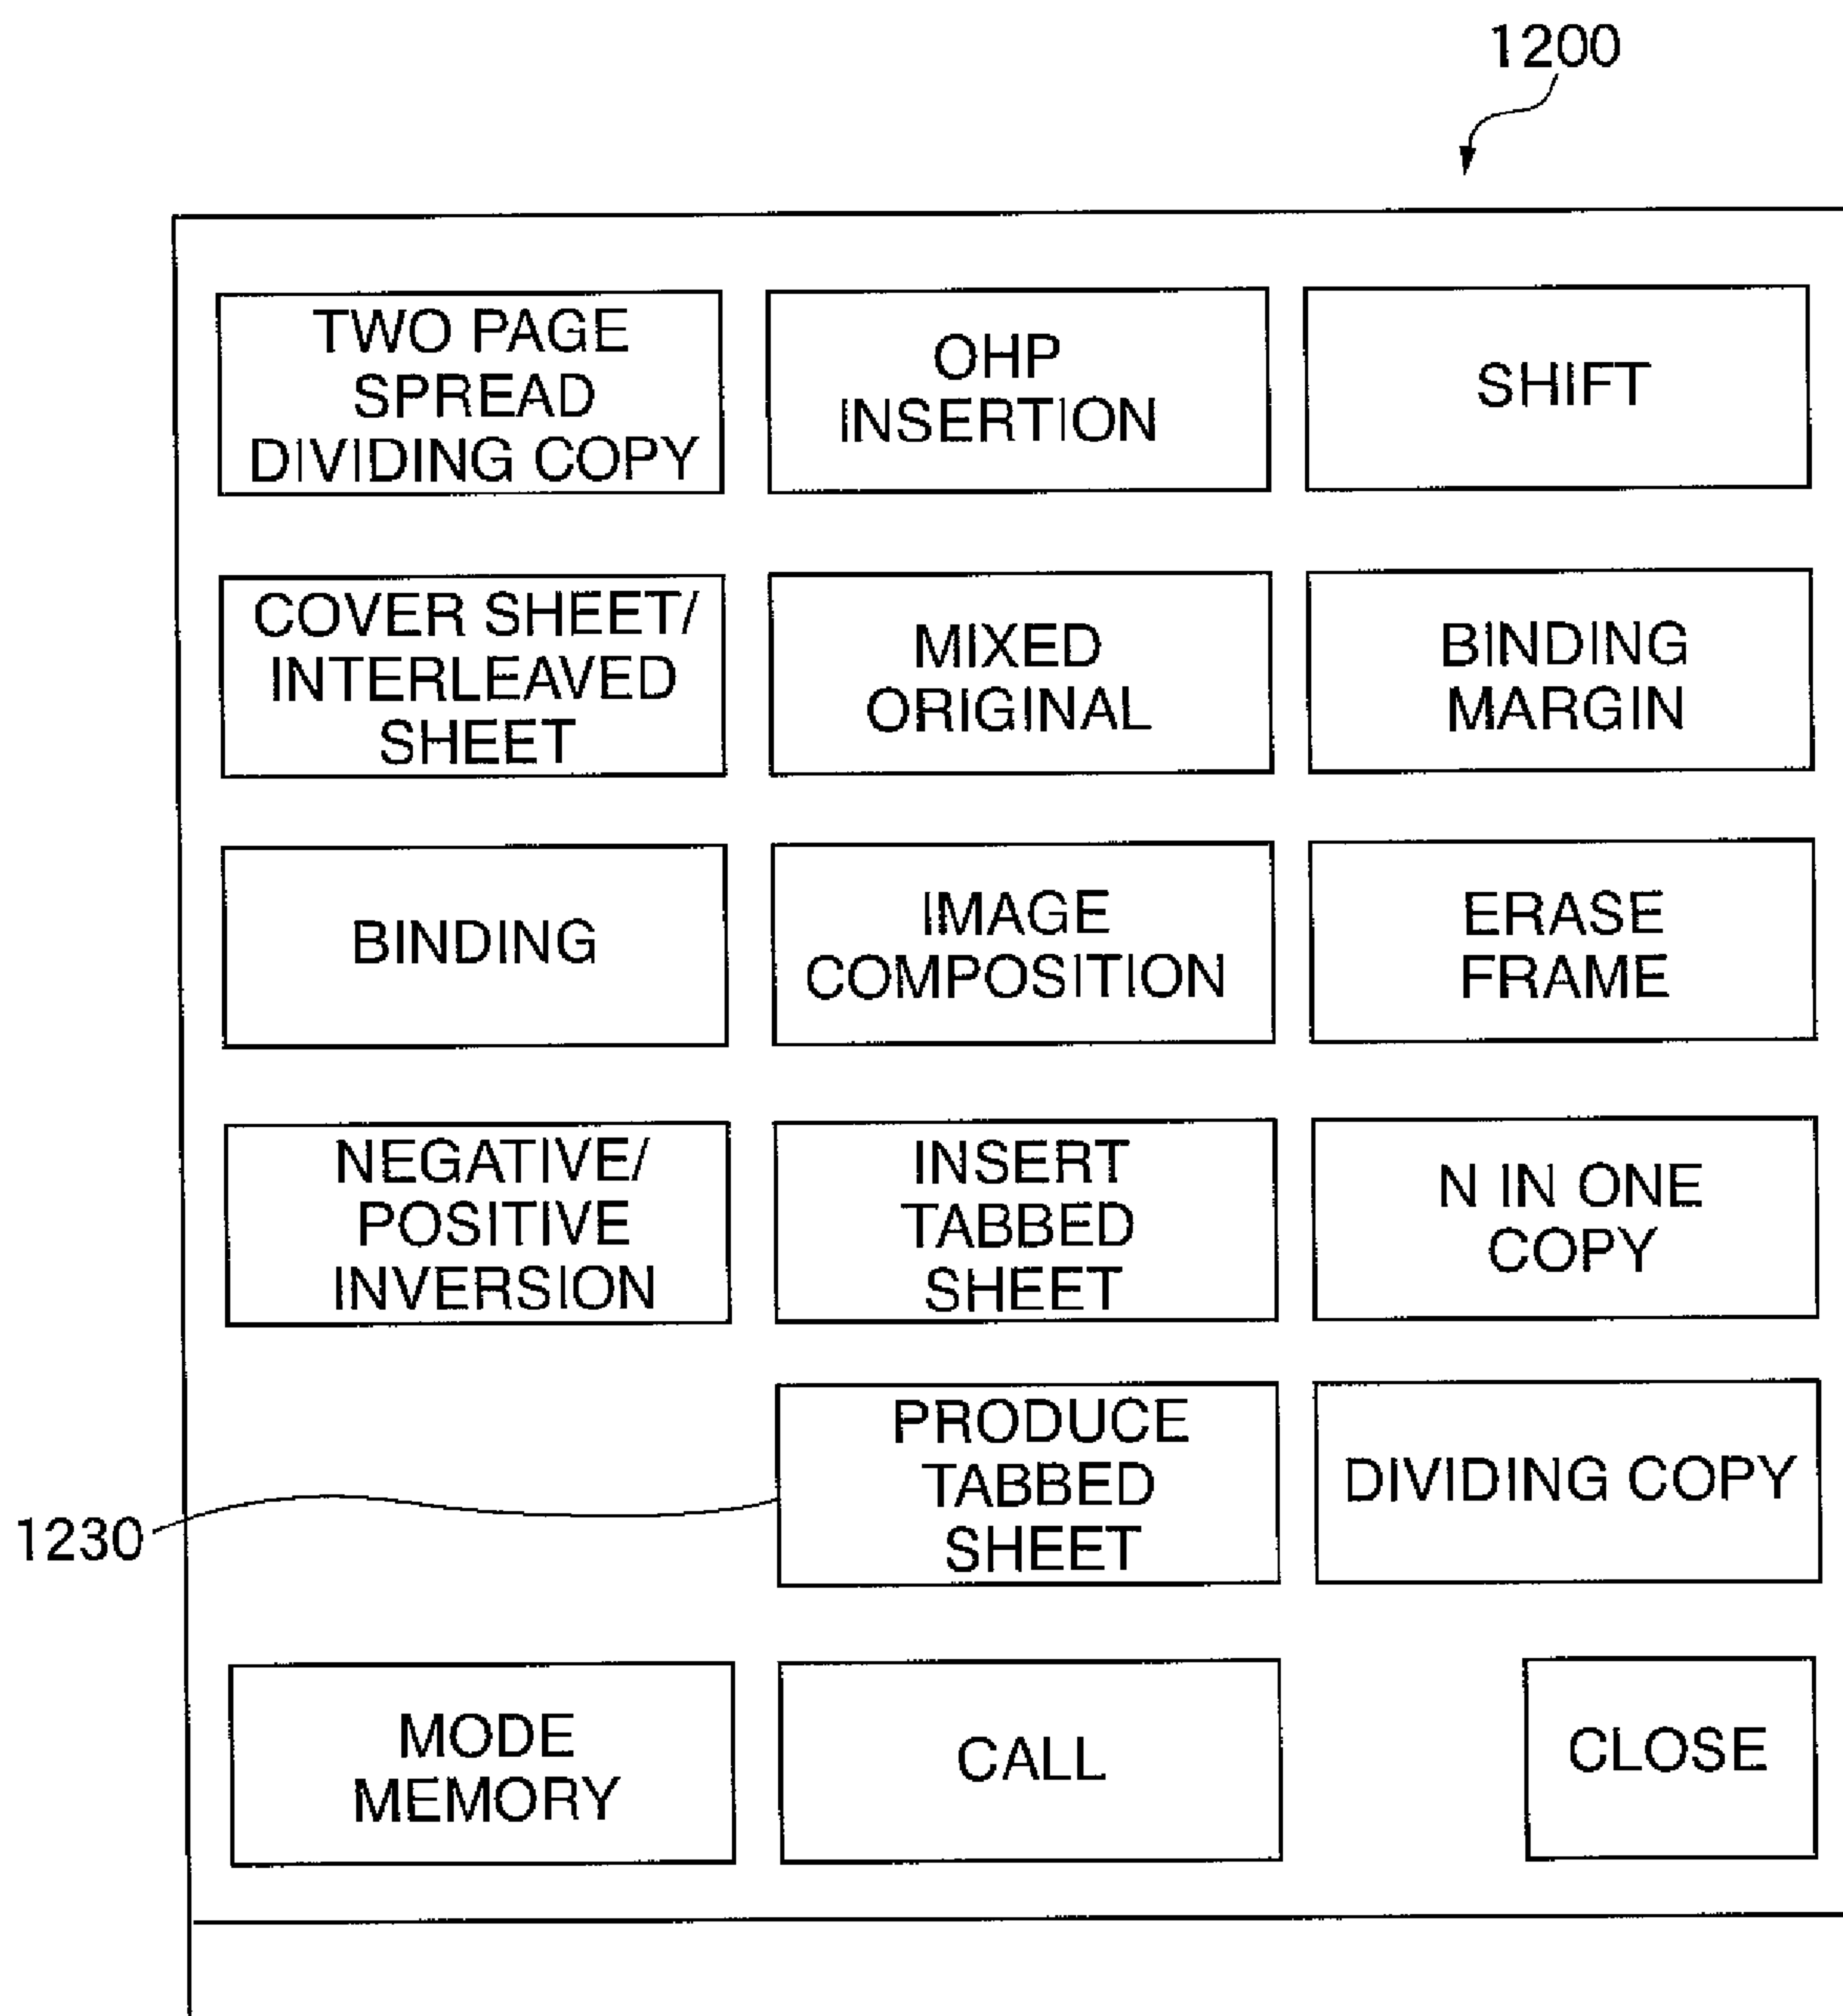 1200
TWO PAGE
SPREAD
DIVIDING COPY
OHP
INSERTION
SHIFT
COVER SHEET/
INTERLEAVED
SHEET
MIXED
ORIGINAL
BINDING
MARGIN
BINDING
IMAGE
COMPOSITION
ERASE
FRAME
NEGATIVE/
POSITIVE
INVERSION
INSERT
TABBED
SHEET
N IN ONE
COPY
1230
PRODUCE
TABBED
SHEET
DIVIDING COPY
MODE
MEMORY
CALL
CLOSE